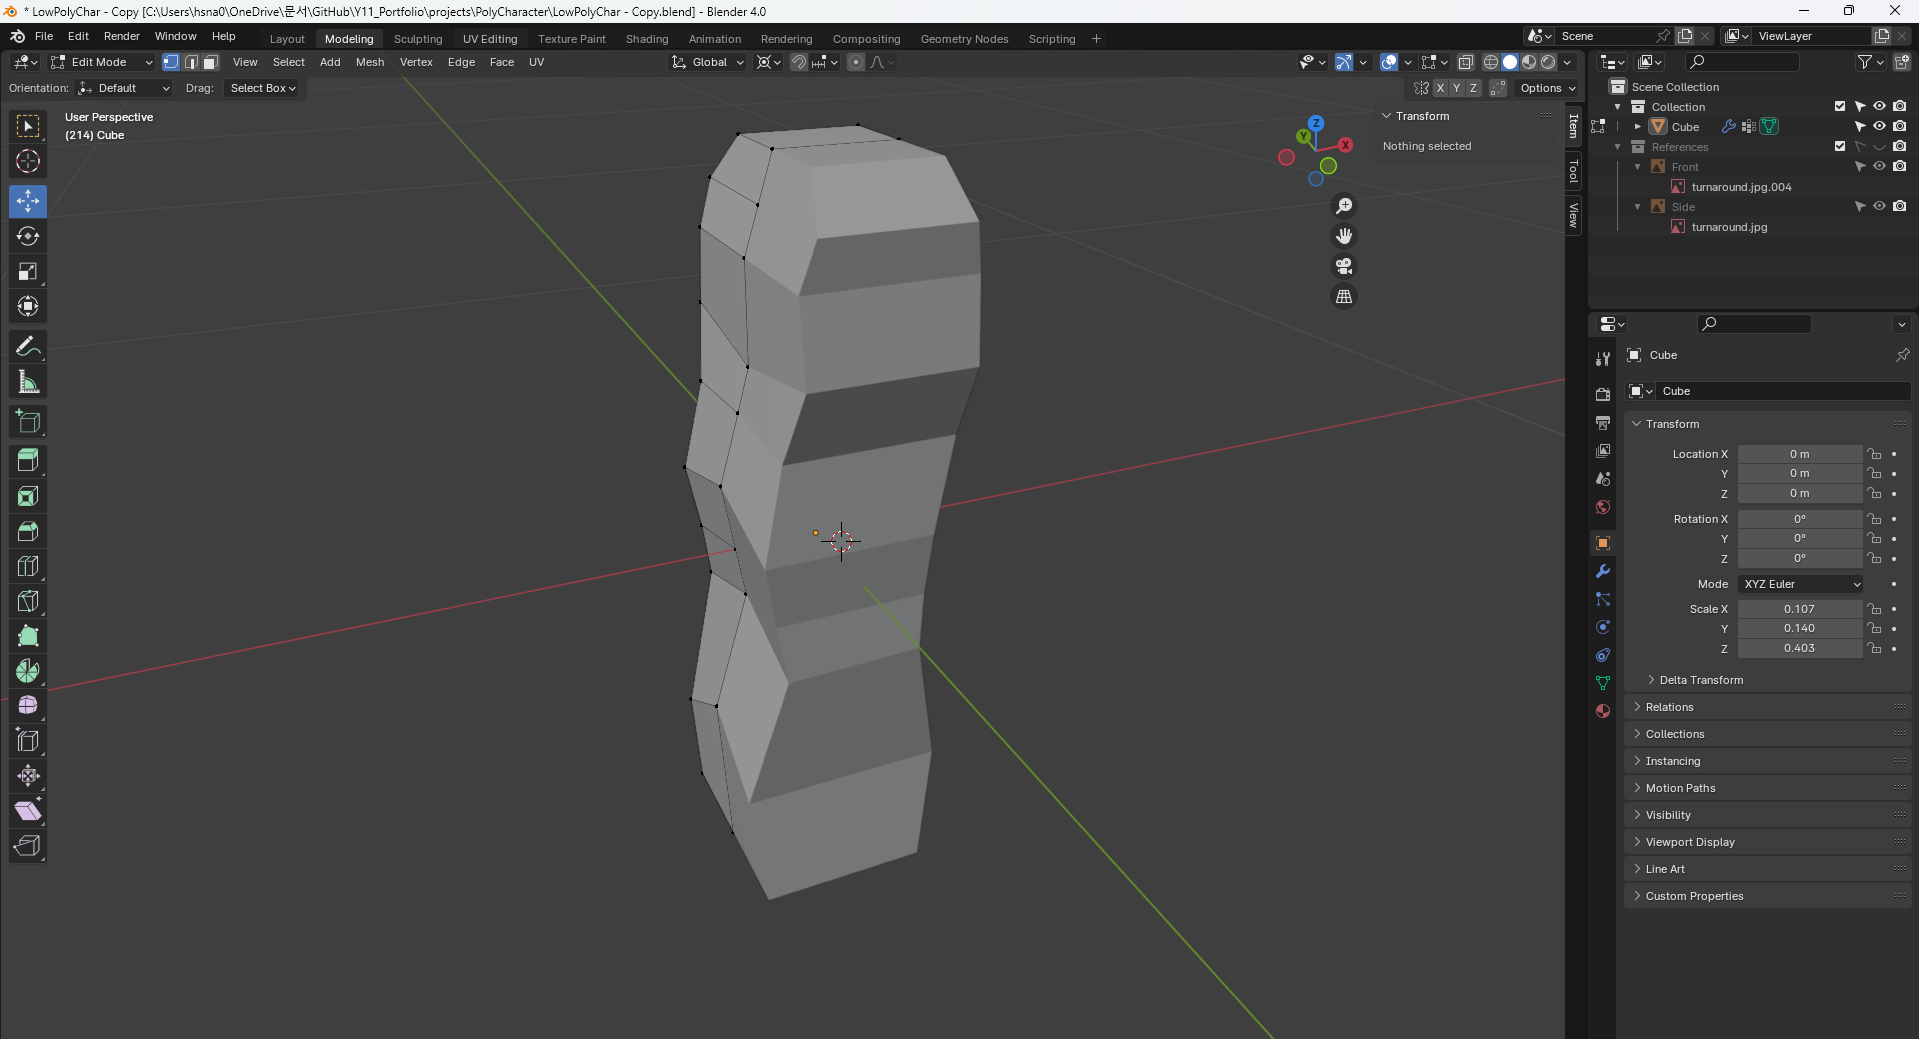 * LowPolyChar - Copy [C:\Users\hsna0\OneDrive\문서\GitHub\Y11_Portfolio\projects\PolyCharacter\LowPolyChar - Copy.blend] - Blender 4.0
File Edit Render Window Help Layout Modeling Sculpting UV Editing Texture Paint Shading Animation Rendering Compositing Geometry Nodes Scripting + Scene ViewLayer
Edit Mode View Select Add Mesh Vertex Edge Face UV Global
Orientation: Default Drag: Select Box X Y Z Options
User Perspective
(214) Cube
Z
Y
X
Transform
Nothing selected
Item
Tool
View
Scene Collection
Collection
Cube
References
Front
turnaround.jpg.004
Side
turnaround.jpg
Cube
Cube
Transform
Location X 0 m
Y 0 m
Z 0 m
Rotation X 0°
Y 0°
Z 0°
Mode XYZ Euler
Scale X 0.107
Y 0.140
Z 0.403
Delta Transform
Relations
Collections
Instancing
Motion Paths
Visibility
Viewport Display
Line Art
Custom Properties